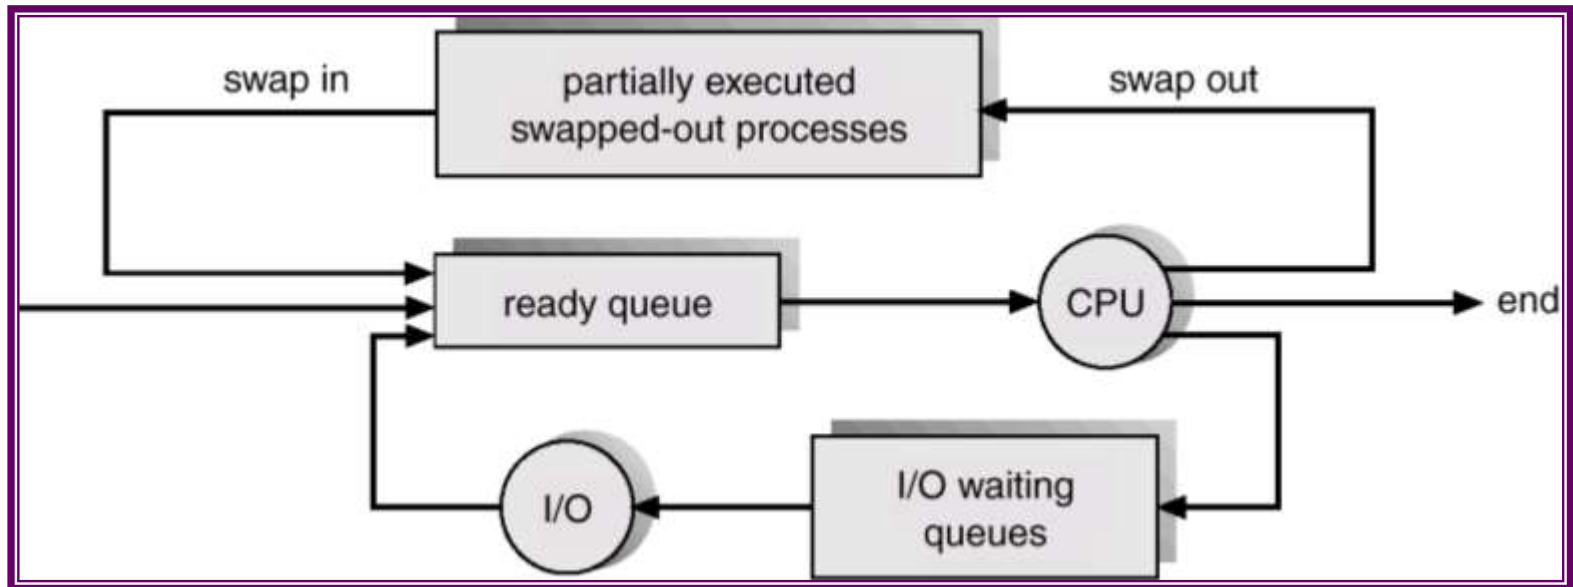 swap in
partially executed
swapped-out processes
swap out
ready queue
CPU
end
I/O
I/O waiting
queues